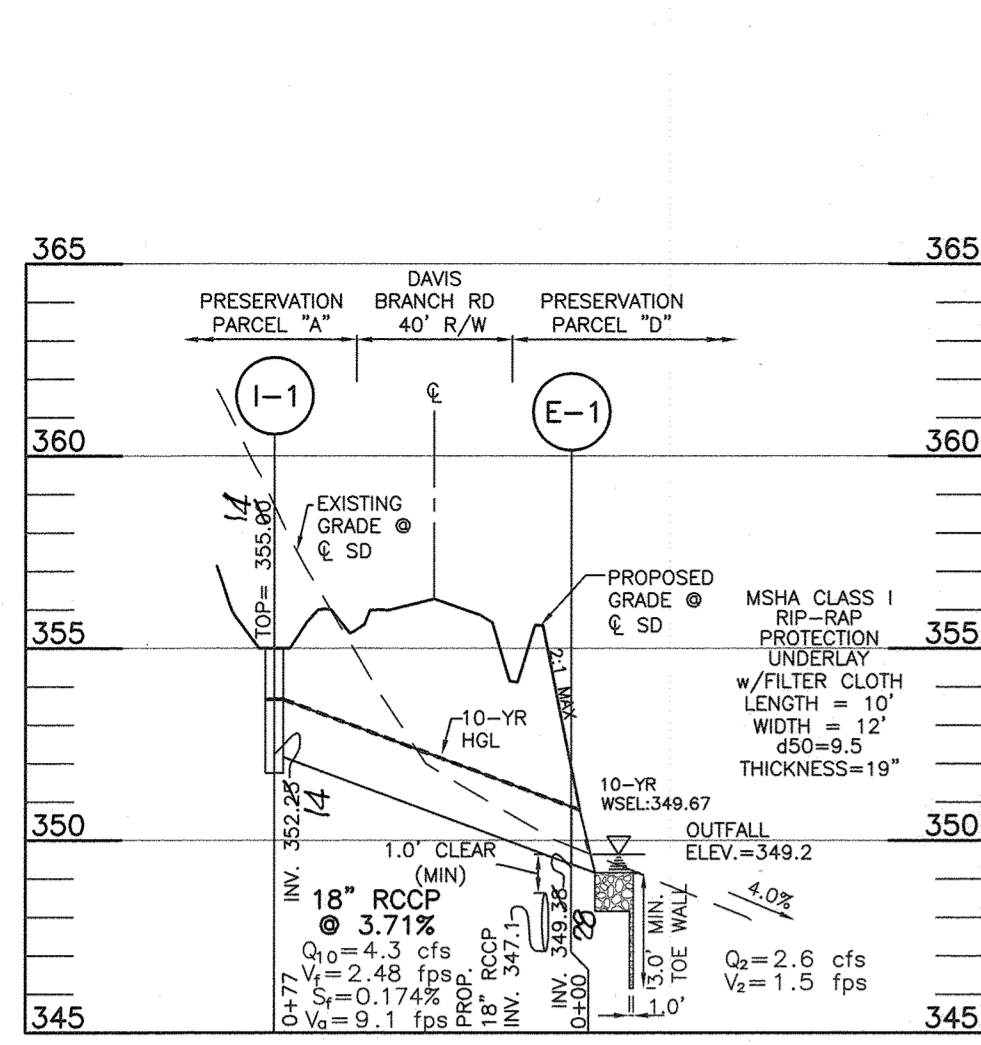 365
365
PRESERVATION
PARCEL "A"
DAVIS
BRANCH RD
40' R/W
PRESERVATION
PARCEL "D"
I-1
E-1
360
360
14
TOP= 355.00
EXISTING
GRADE @
℄ SD
℄
PROPOSED
GRADE @
℄ SD
2:1 MAX
MSHA CLASS I
RIP-RAP
PROTECTION
UNDERLAY
w/FILTER CLOTH
LENGTH = 10'
WIDTH = 12'
d50=9.5
THICKNESS=19"
355
355
10-YR
HGL
10-YR
WSEL:349.67
350
350
OUTFALL
ELEV.=349.2
INV. 352.25
14
1.0' CLEAR
(MIN)
18" RCCP
@ 3.71%
Q10=4.3 cfs
Vf=2.48 fps
Sf=0.174%
Va=9.1 fps
PROP.
18" RCCP
INV. 347.1
INV. 349.38
28
3.0' MIN.
TOE WALL
4.0%
Q2=2.6 cfs
V2=1.5 fps
1.0'
0+77
0+00
345
345